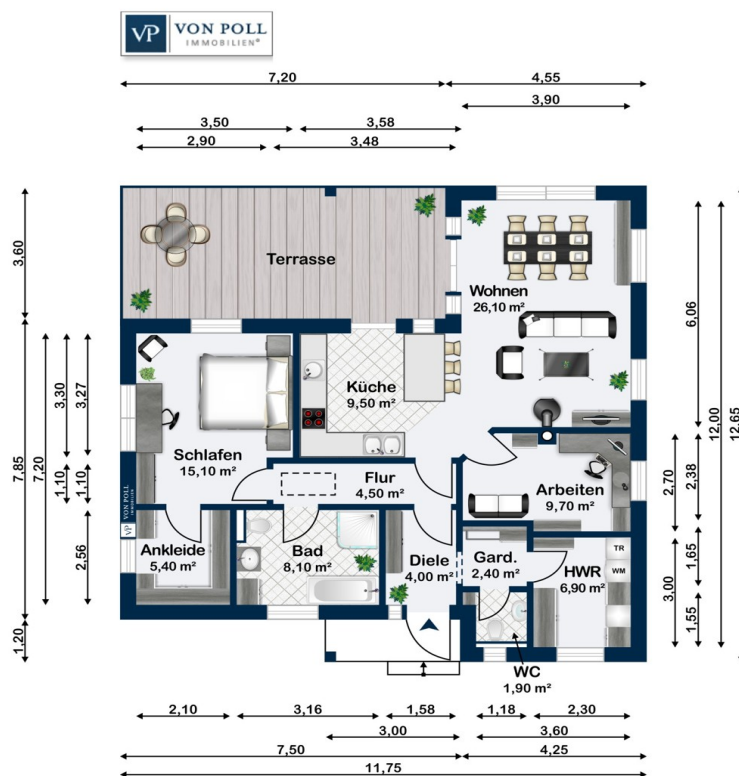 VP VON POLL
IMMOBILIEN®
7,20 4,55
3,90
3,50 3,58
2,90 3,48
3,60
7,85
1,20
7,20
3,30
1,10
3,27
1,10
2,56
Terrasse
Wohnen
26,10 m²
Küche
9,50 m²
Schlafen
15,10 m²
Flur
4,50 m²
Arbeiten
9,70 m²
Ankleide
5,40 m²
Bad
8,10 m²
Diele
4,00 m²
Gard.
2,40 m²
HWR
6,90 m²
TR
WM
WC
1,90 m²
VP VON POLL
IMMOBILIEN
6,06
2,70
2,38
3,00
1,65
1,55
12,00
12,65
2,10 3,16 1,58 1,18 2,30
3,00 3,60
7,50 4,25
11,75